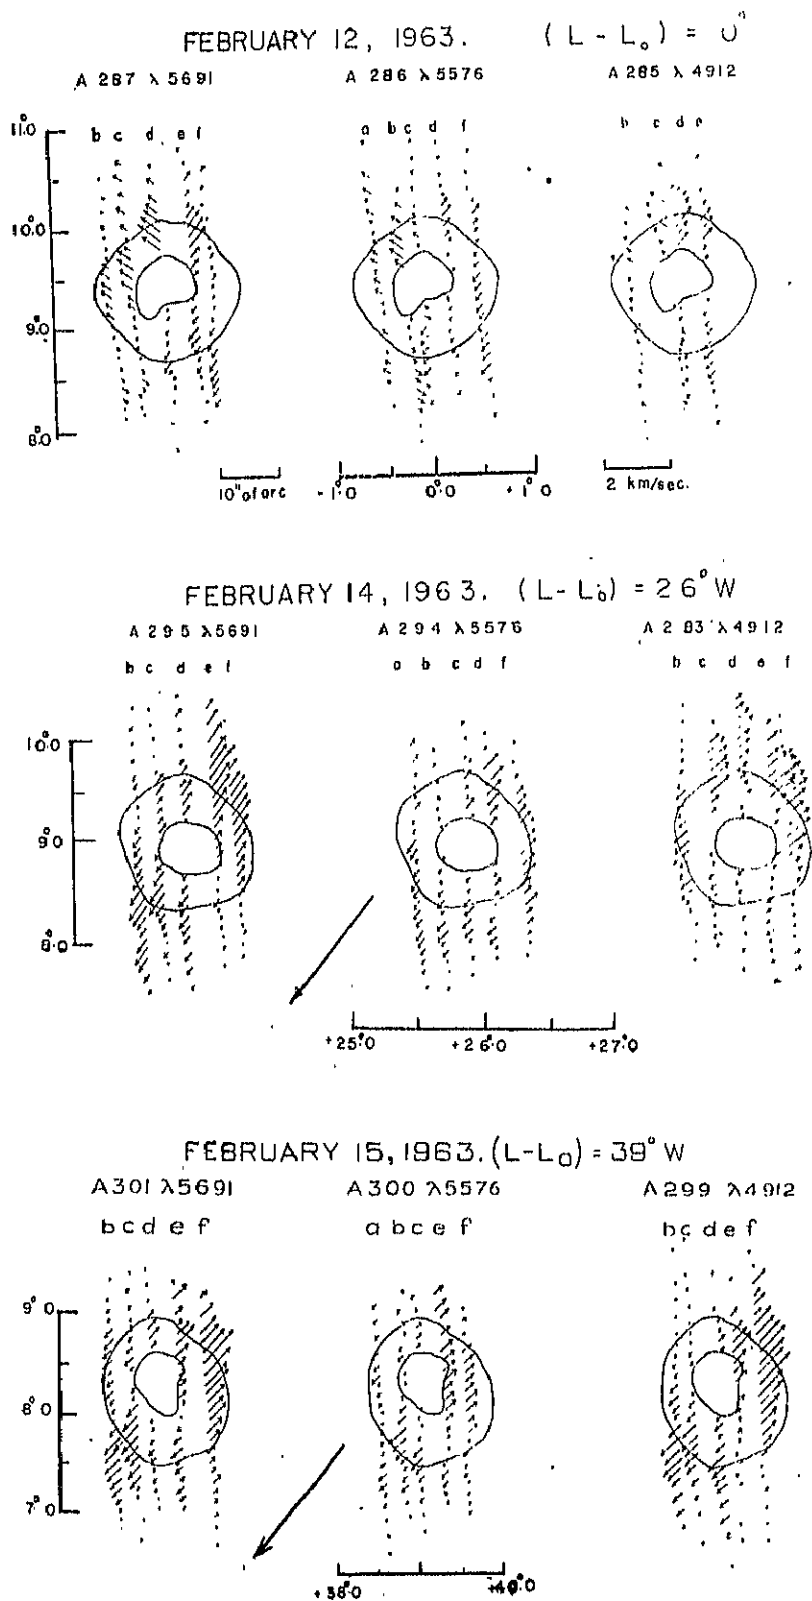 FEBRUARY 12, 1963. (L - L₀) = 0°
A 287 λ 5691 A 286 λ 5576 A 285 λ 4912
b c d e f a b c d f b c d e
11.0°
10.0°
9.0°
8.0°
10" of arc -1.0° 0.0° +1.0° 2 km/sec.
FEBRUARY 14, 1963. (L - L₀) = 26° W
A 295 λ 5691 A 294 λ 5576 A 283 λ 4912
b c d e f a b c d f b c d e f
10.0°
9.0°
8.0°
+25.0° +26.0° +27.0°
FEBRUARY 15, 1963. (L-L₀) = 39° W
A301 λ5691 A300 λ5576 A299 λ4912
b c d e f a b c e f b c d e f
9.0°
8.0°
7.0°
+38.0° +40.0°